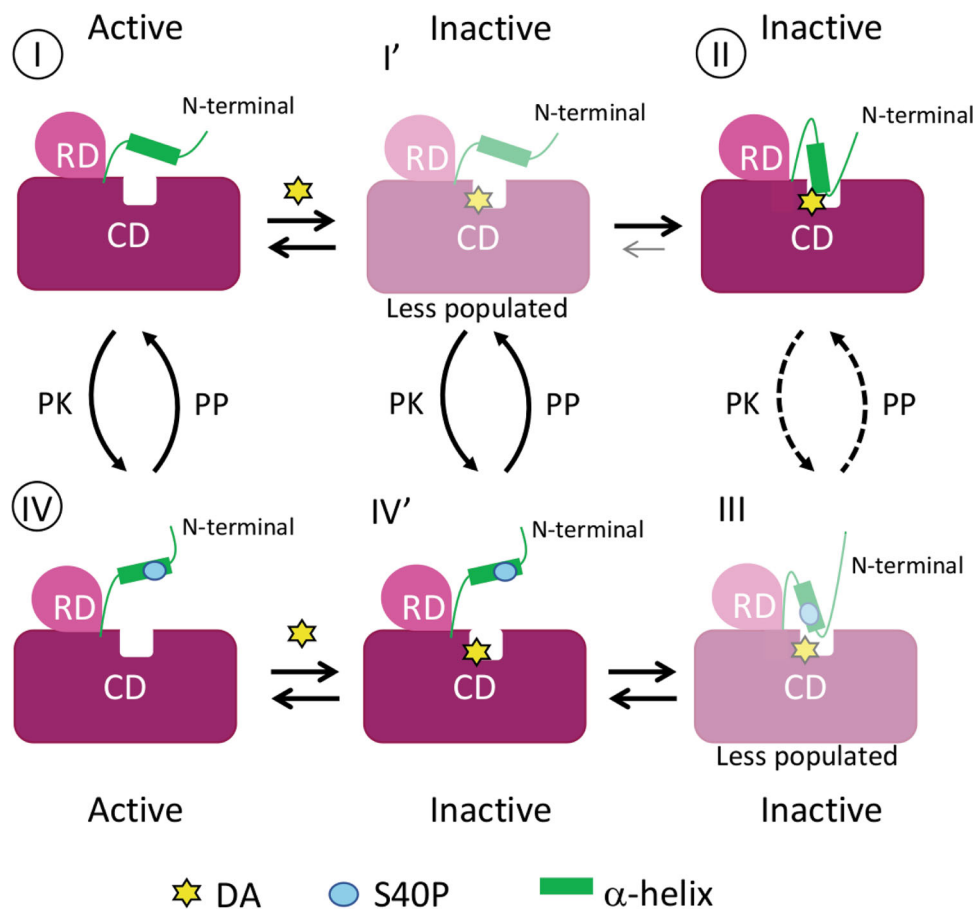 Active
Inactive
Inactive
I
I’
II
N-terminal
N-terminal
N-terminal
RD
RD
RD
CD
CD
CD
Less populated
PK
PP
PK
PP
PK
PP
IV
IV’
III
N-terminal
N-terminal
N-terminal
RD
RD
RD
CD
CD
CD
Less populated
Active
Inactive
Inactive
DA
S40P
α-helix